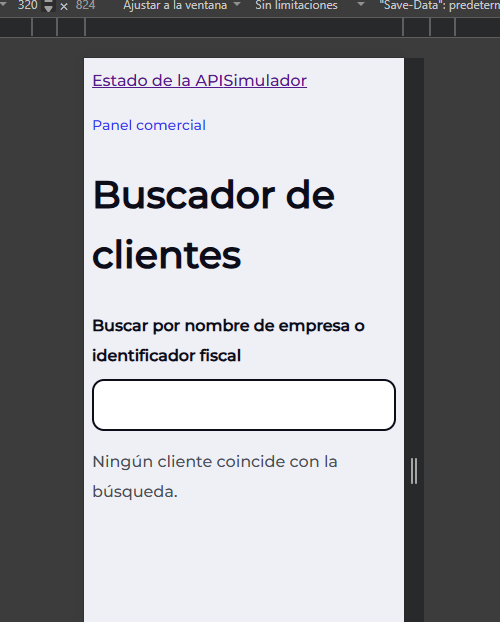 320 × 824 Ajustar a la ventana Sin limitaciones "Save-Data": predetern
Estado de la APISimulador
Panel comercial
Buscador de
clientes
Buscar por nombre de empresa o
identificador fiscal
Ningún cliente coincide con la
búsqueda.